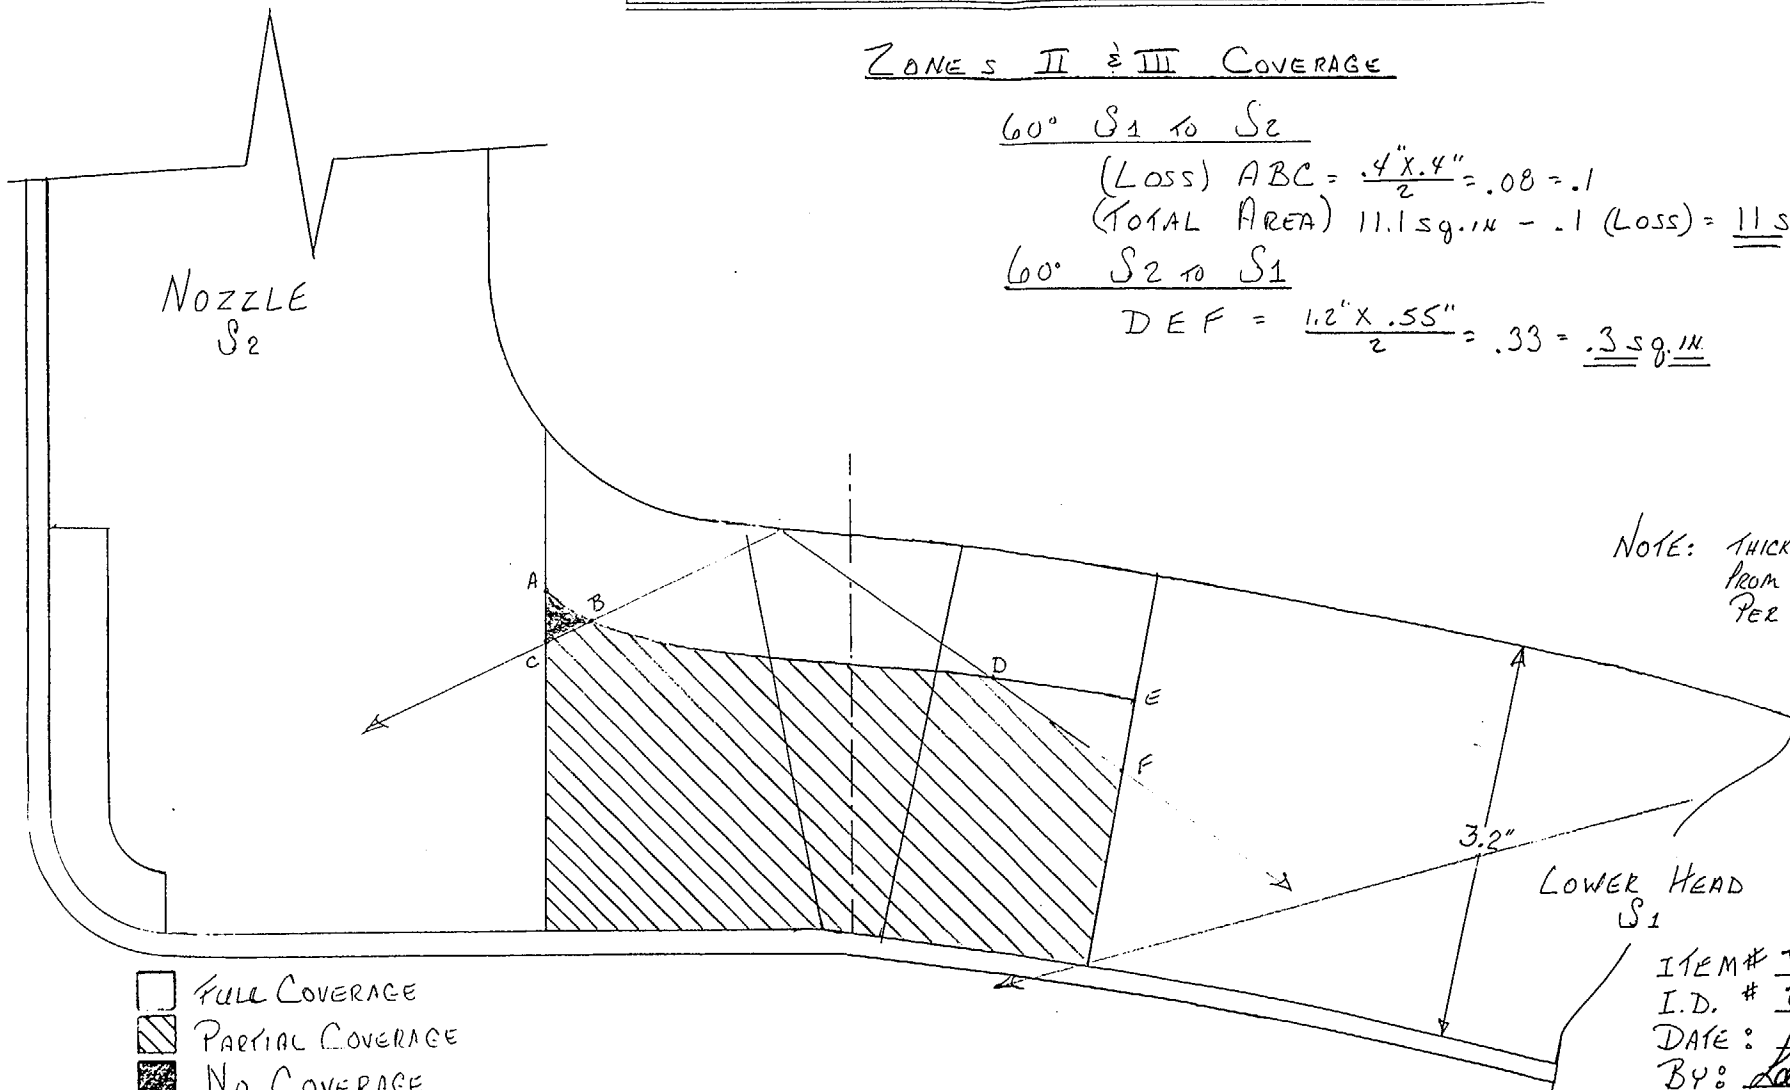 ZONES II & III COVERAGE
60° S1 TO S2
(LOSS) ABC = .4" X .4" / 2 = .08 = .1
(TOTAL AREA) 11.1 sq.IN - .1 (LOSS) = 11 s
60° S2 TO S1
DEF = 1.2" X .55" / 2 = .33 = .3 sq.IN.
NOZZLE
S2
NOTE: THICK
FROM
PER
A
B
C
D
E
F
3.2"
LOWER HEAD
S1
FULL COVERAGE
PARTIAL COVERAGE
NO COVERAGE
ITEM#
I.D. #
DATE:
BY: